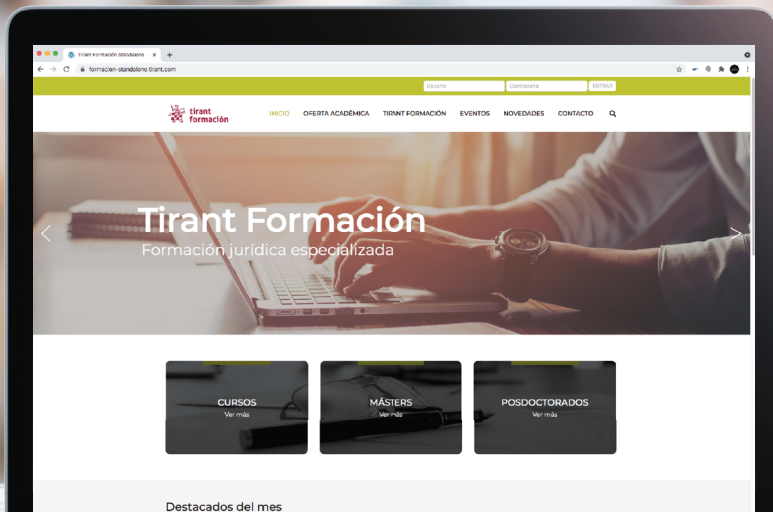 Tirant Formación Standalone
formacion-standalone.tirant.com
Usuario
Contraseña
ENTRAR
tirant
formación
INICIO
OFERTA ACADÉMICA
TIRANT FORMACIÓN
EVENTOS
NOVEDADES
CONTACTO
Tirant Formación
Formación jurídica especializada
CURSOS
Ver más
MÁSTERS
Ver más
POSDOCTORADOS
Ver más
Destacados del mes